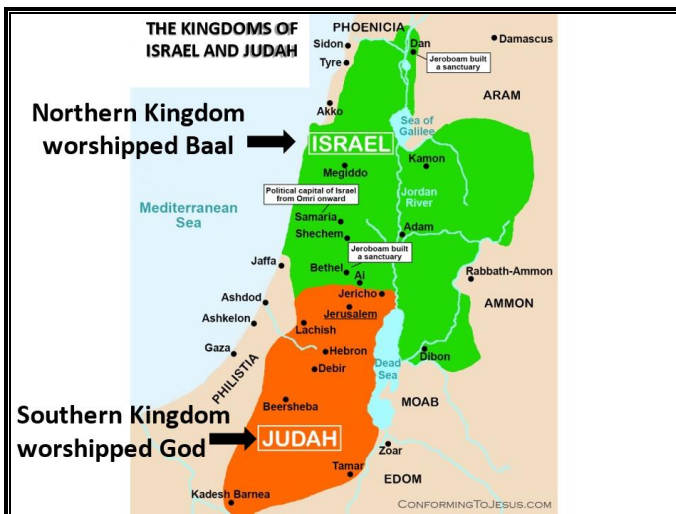 THE KINGDOMS OF
ISRAEL AND JUDAH
PHOENICIA
Sidon
Dan
Damascus
Tyre
Jeroboam built
a sanctuary
ARAM
Akko
Northern Kingdom
worshipped Baal
Sea of
Galilee
ISRAEL
Kamon
Megiddo
Political capital of Israel
from Omri onward
Jordan
River
Mediterranean
Sea
Samaria
Shechem
Adam
Jeroboam built
a sanctuary
Jaffa
Bethel
Ai
Rabbath-Ammon
Jericho
Ashdod
Jerusalem
AMMON
Ashkelon
Lachish
Gaza
Hebron
Dibon
Debir
Dead
Sea
PHILISTIA
Beersheba
MOAB
Southern Kingdom
worshipped God
JUDAH
Zoar
Tamar
EDOM
Kadesh Barnea
CONFORMINGTOJESUS.COM